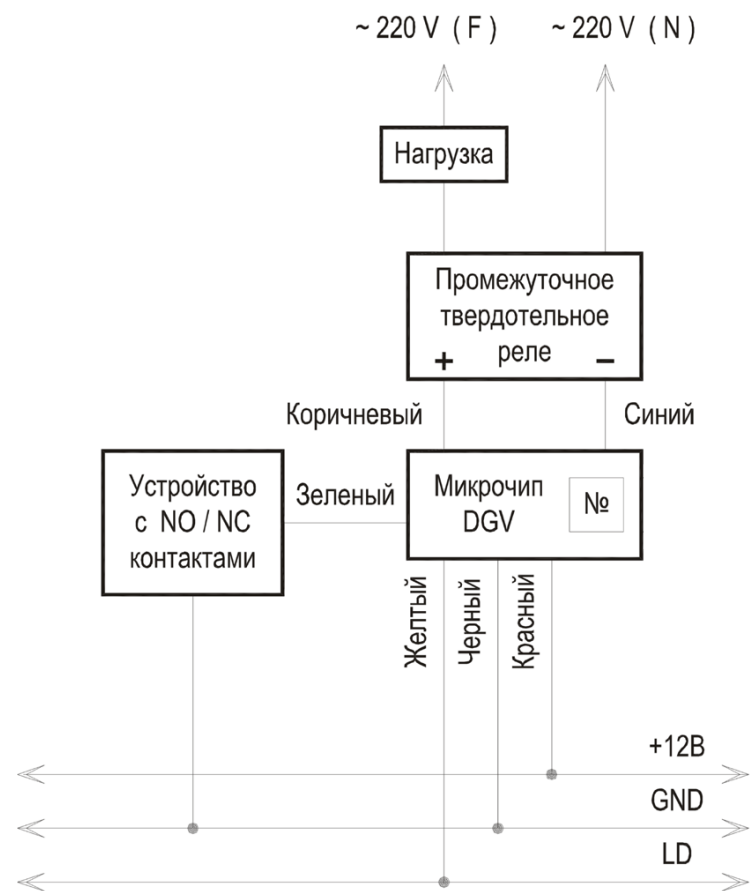 ~ 220 V ( F )
~ 220 V ( N )
Нагрузка
Промежуточное
твердотельное
реле
+
–
Коричневый
Синий
Устройство
с NO / NC
контактами
Зеленый
Микрочип
DGV
№
Желтый
Черный
Красный
+12В
GND
LD